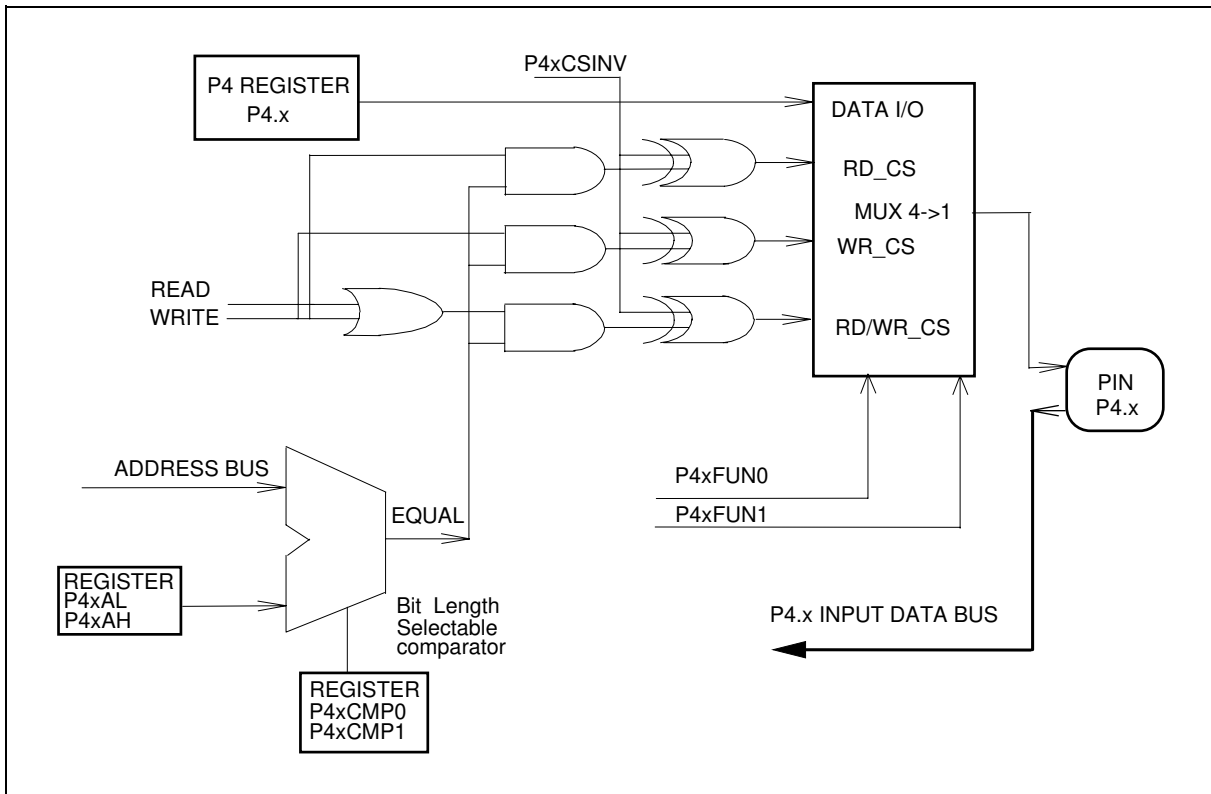 P4 REGISTER
P4.x
P4xCSINV
DATA I/O
RD_CS
MUX 4->1
WR_CS
RD/WR_CS
READ
WRITE
PIN
P4.x
ADDRESS BUS
EQUAL
P4xFUN0
P4xFUN1
REGISTER
P4xAL
P4xAH
Bit Length
Selectable
comparator
P4.x INPUT DATA BUS
REGISTER
P4xCMP0
P4xCMP1